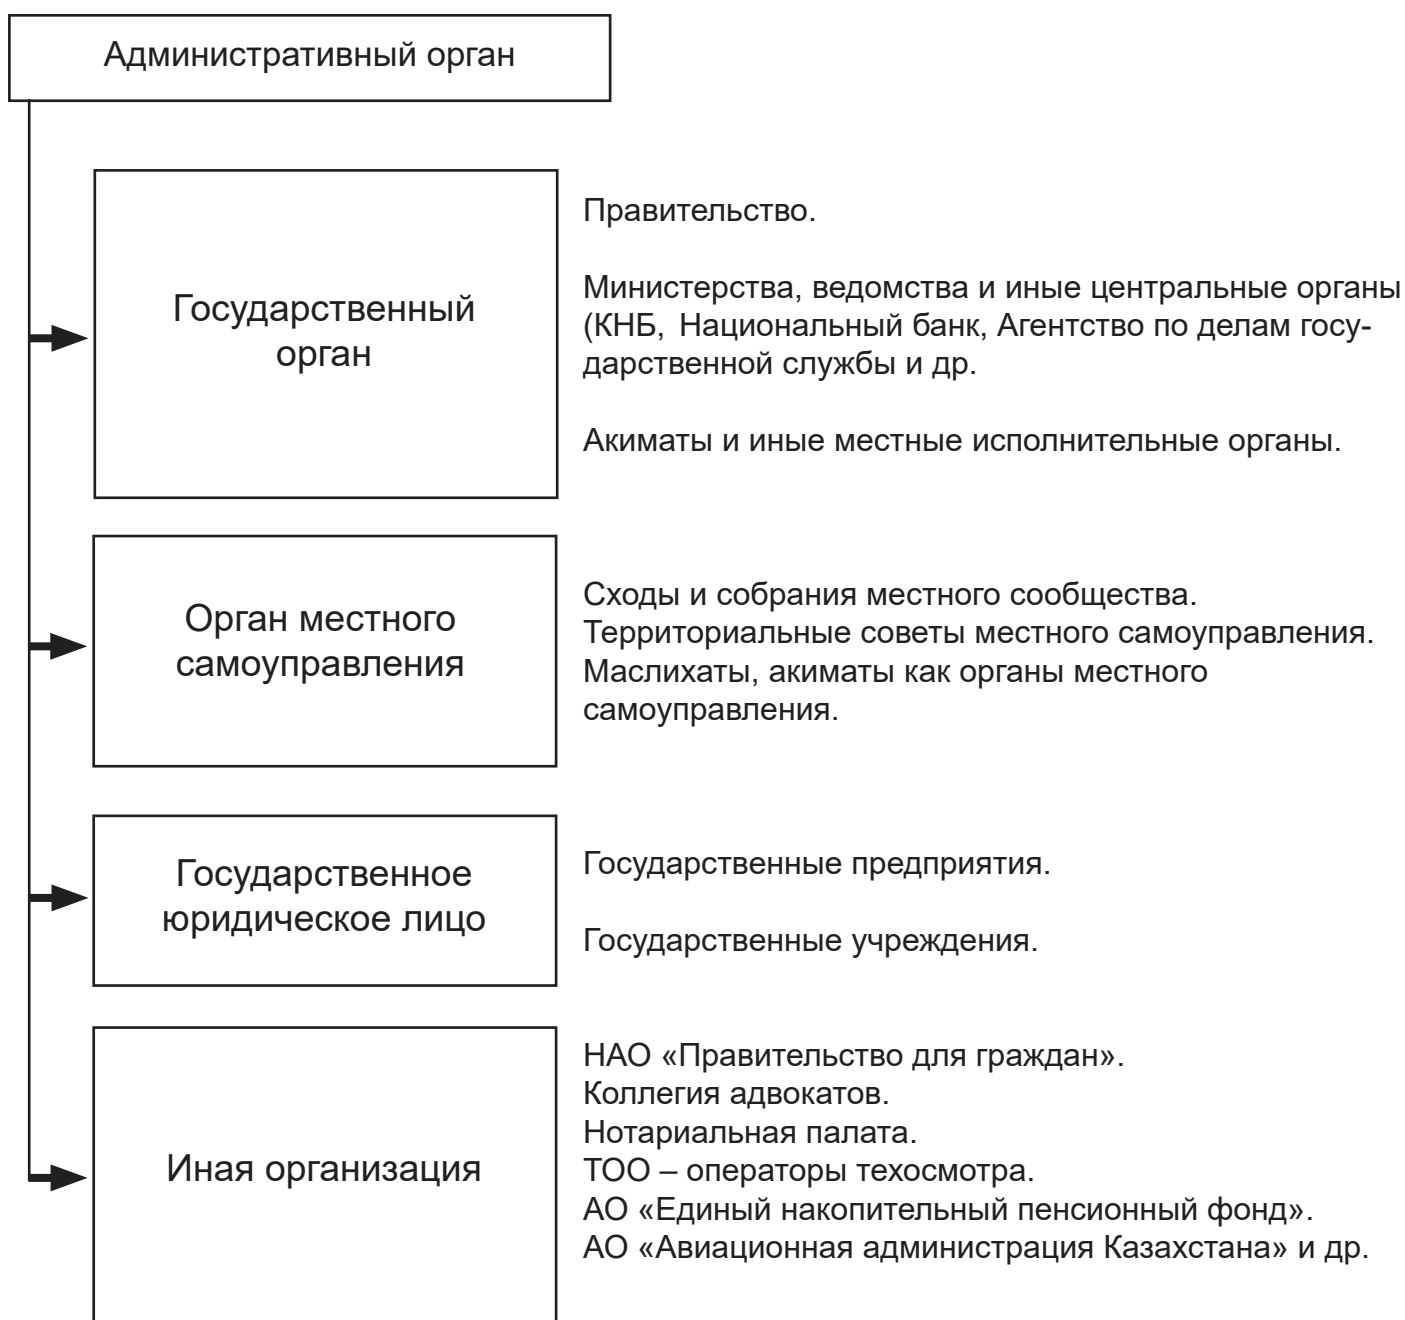 Административный орган
Государственный
орган
Правительство.
Министерства, ведомства и иные центральные органы
(КНБ, Национальный банк, Агентство по делам госу-
дарственной службы и др.
Акиматы и иные местные исполнительные органы.
Орган местного
самоуправления
Сходы и собрания местного сообщества.
Территориальные советы местного самоуправления.
Маслихаты, акиматы как органы местного
самоуправления.
Государственное
юридическое лицо
Государственные предприятия.
Государственные учреждения.
Иная организация
НАО «Правительство для граждан».
Коллегия адвокатов.
Нотариальная палата.
ТОО – операторы техосмотра.
АО «Единый накопительный пенсионный фонд».
АО «Авиационная администрация Казахстана» и др.